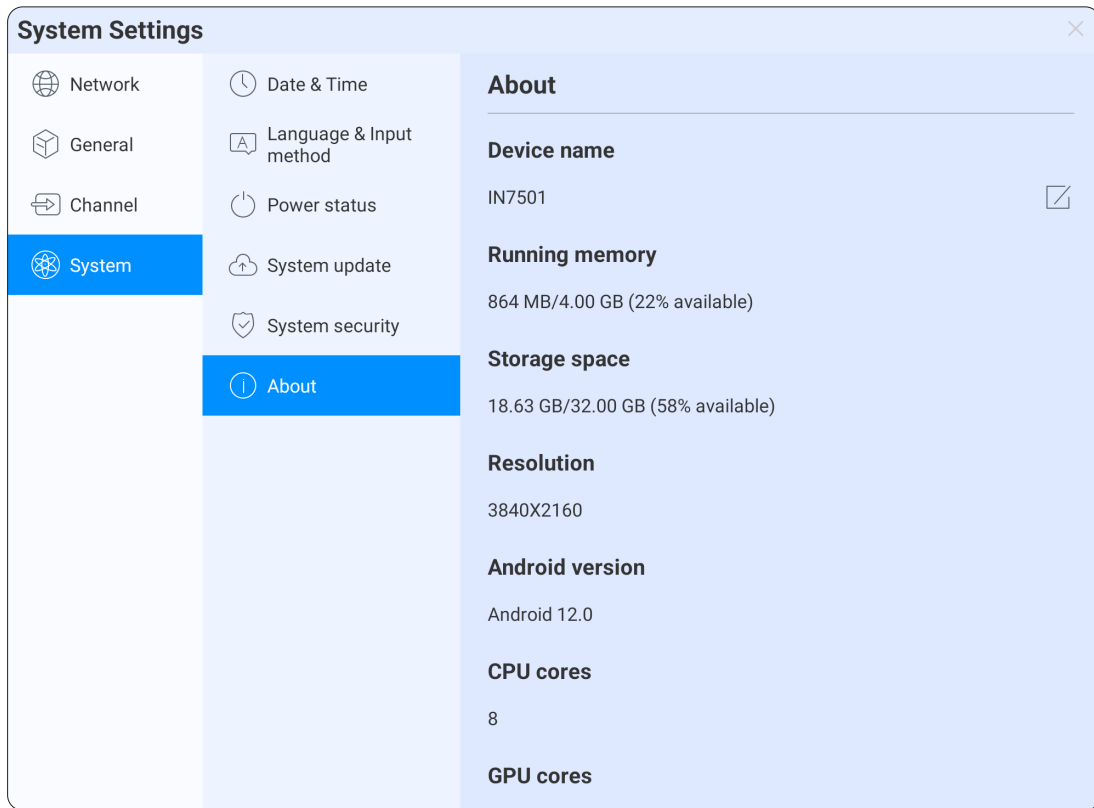 System Settings
Network
General
Channel
System
Date & Time
Language & Input
method
Power status
System update
System security
About
About
Device name
IN7501
Running memory
864 MB/4.00 GB (22% available)
Storage space
18.63 GB/32.00 GB (58% available)
Resolution
3840X2160
Android version
Android 12.0
CPU cores
8
GPU cores